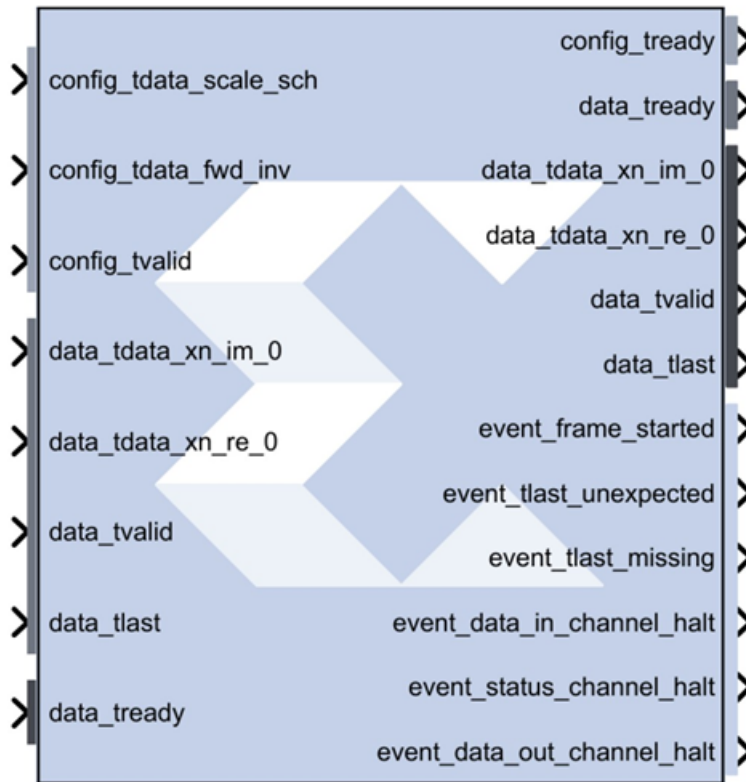 config_tdata_scale_sch
config_tdata_fwd_inv
config_tvalid
data_tdata_xn_im_0
data_tdata_xn_re_0
data_tvalid
data_tlast
data_tready
config_tready
data_tready
data_tdata_xn_im_0
data_tdata_xn_re_0
data_tvalid
data_tlast
event_frame_started
event_tlast_unexpected
event_tlast_missing
event_data_in_channel_halt
event_status_channel_halt
event_data_out_channel_halt